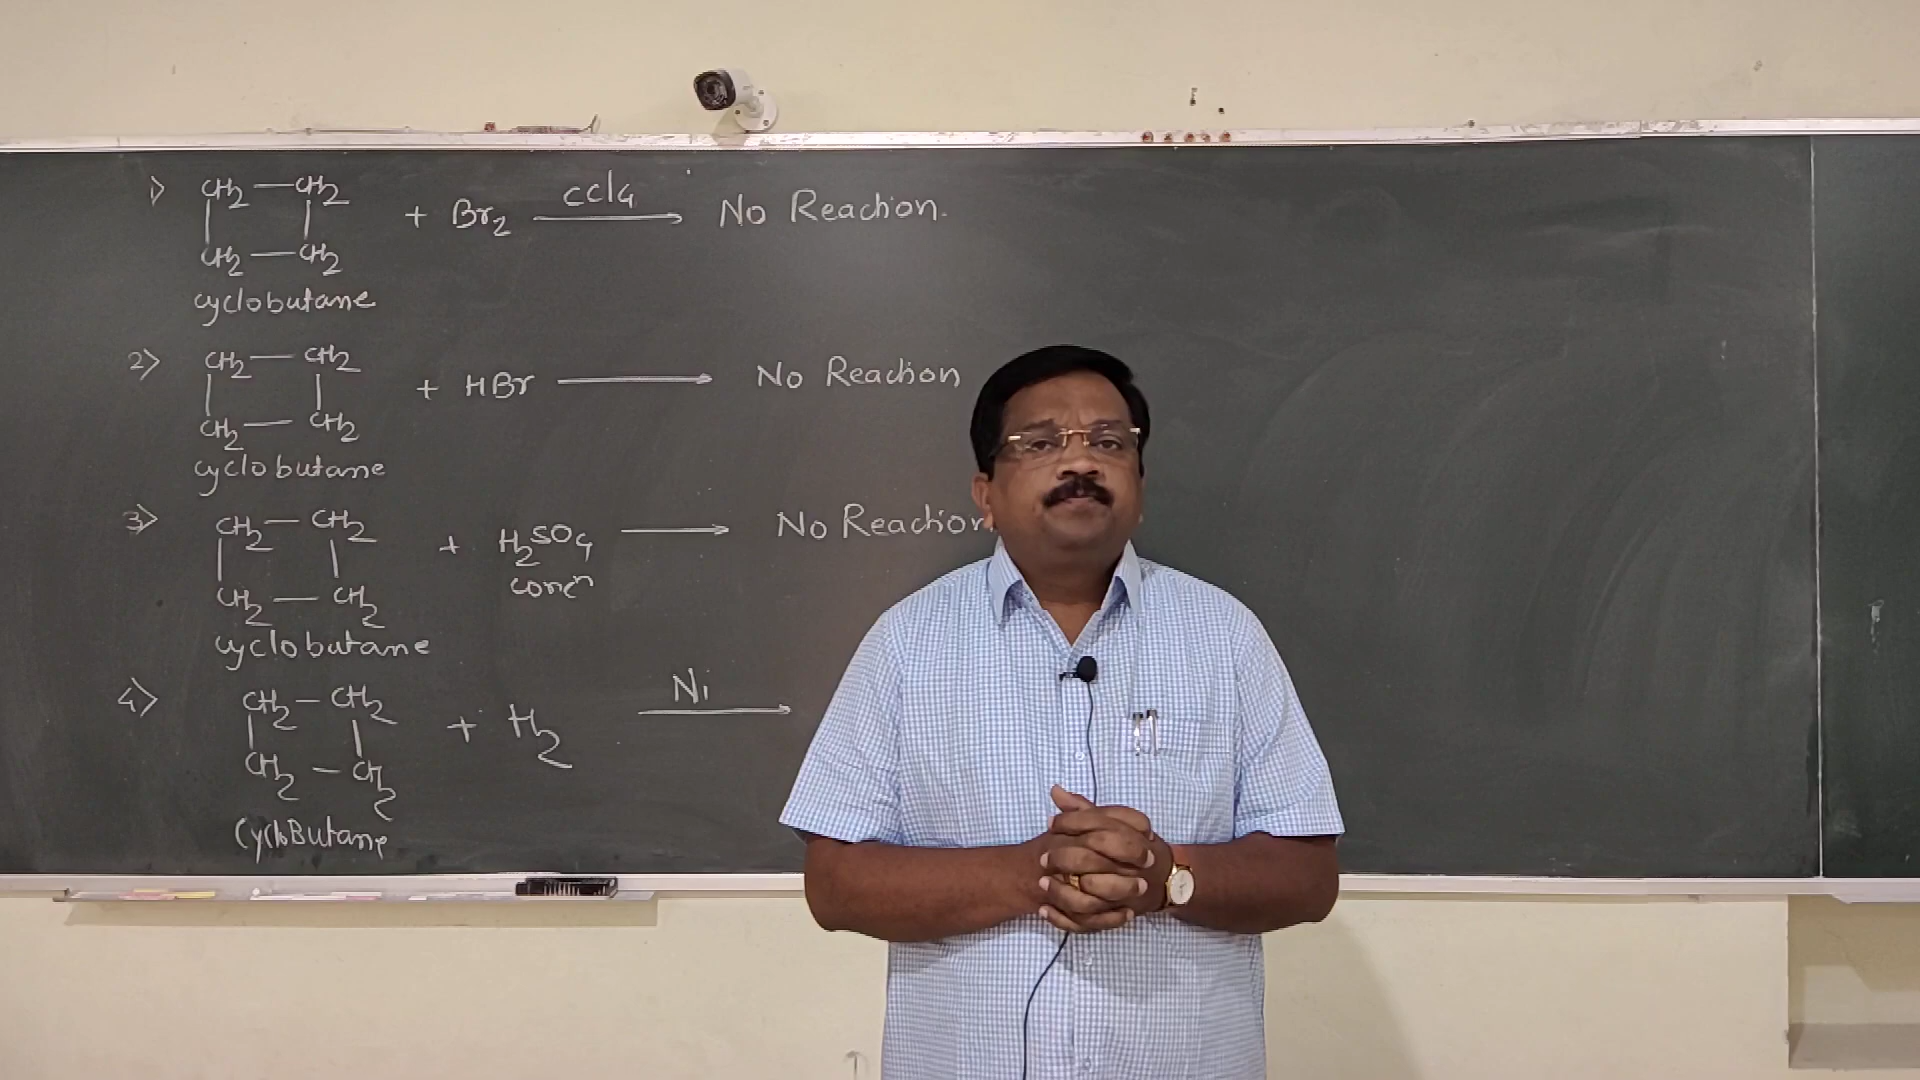 1) CH2 — CH2
+ Br2 CCl4 No Reaction.
CH2 — CH2
cyclobutane
2) CH2 — CH2
+ HBr No Reaction
CH2 — CH2
cyclobutane
3) CH2 — CH2
+ H2SO4 No Reaction
concn
CH2 — CH2
cyclobutane
4) CH2 — CH2
+ H2 Ni
CH2 — CH2
CycloButane